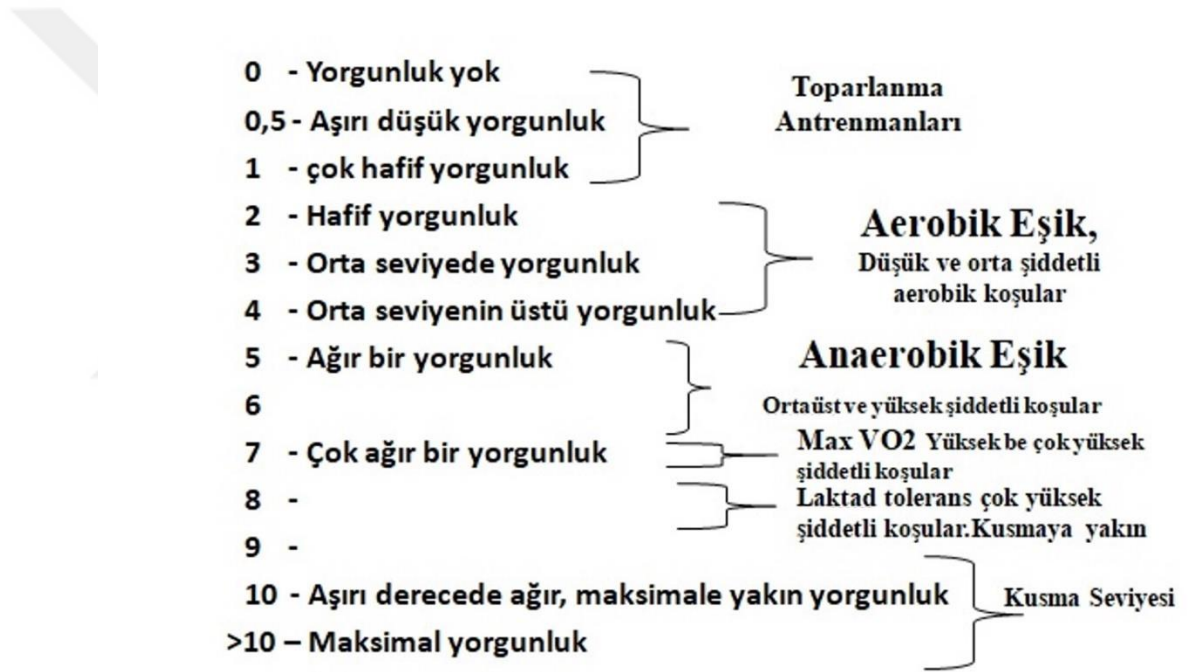 0 - Yorgunluk yok
0,5 - Aşırı düşük yorgunluk
1 - çok hafif yorgunluk
Toparlanma
Antrenmanları
2 - Hafif yorgunluk
3 - Orta seviyede yorgunluk
4 - Orta seviyenin üstü yorgunluk
Aerobik Eşik,
Düşük ve orta şiddetli
aerobik koşular
5 - Ağır bir yorgunluk
6
Anaerobik Eşik
Ortaüst ve yüksek şiddetli koşular
7 - Çok ağır bir yorgunluk
Max VO2 Yüksek be çok yüksek
şiddetli koşular
8 -
Laktad tolerans çok yüksek
şiddetli koşular.Kusmaya yakın
9 -
10 - Aşırı derecede ağır, maksimale yakın yorgunluk
>10 – Maksimal yorgunluk
Kusma Seviyesi